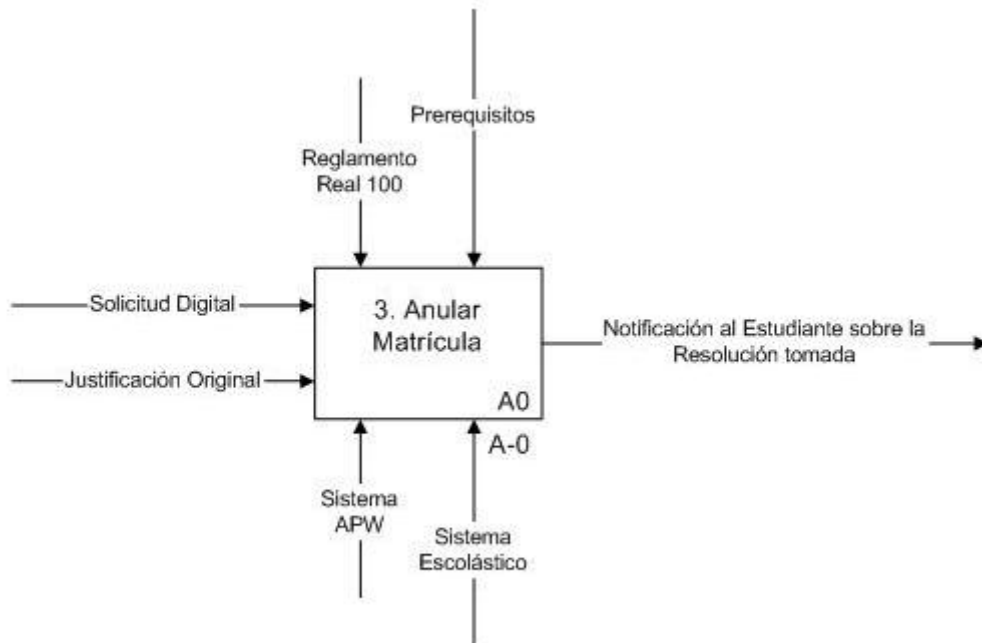 Prerequisitos
Reglamento
Real 100
Solicitud Digital
3. Anular
Matrícula
Notificación al Estudiante sobre la
Resolución tomada
Justificación Original
A0
A-0
Sistema
APW
Sistema
Escolástico